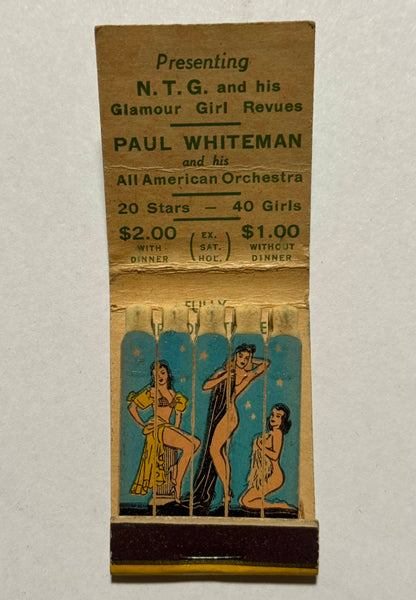 Presenting
N.T.G. and his
Glamour Girl Revues
PAUL WHITEMAN
and his
All American Orchestra
20 Stars — 40 Girls
$2.00 ( EX. ) $1.00
WITH SAT. WITHOUT
DINNER HOL. DINNER
FULLY